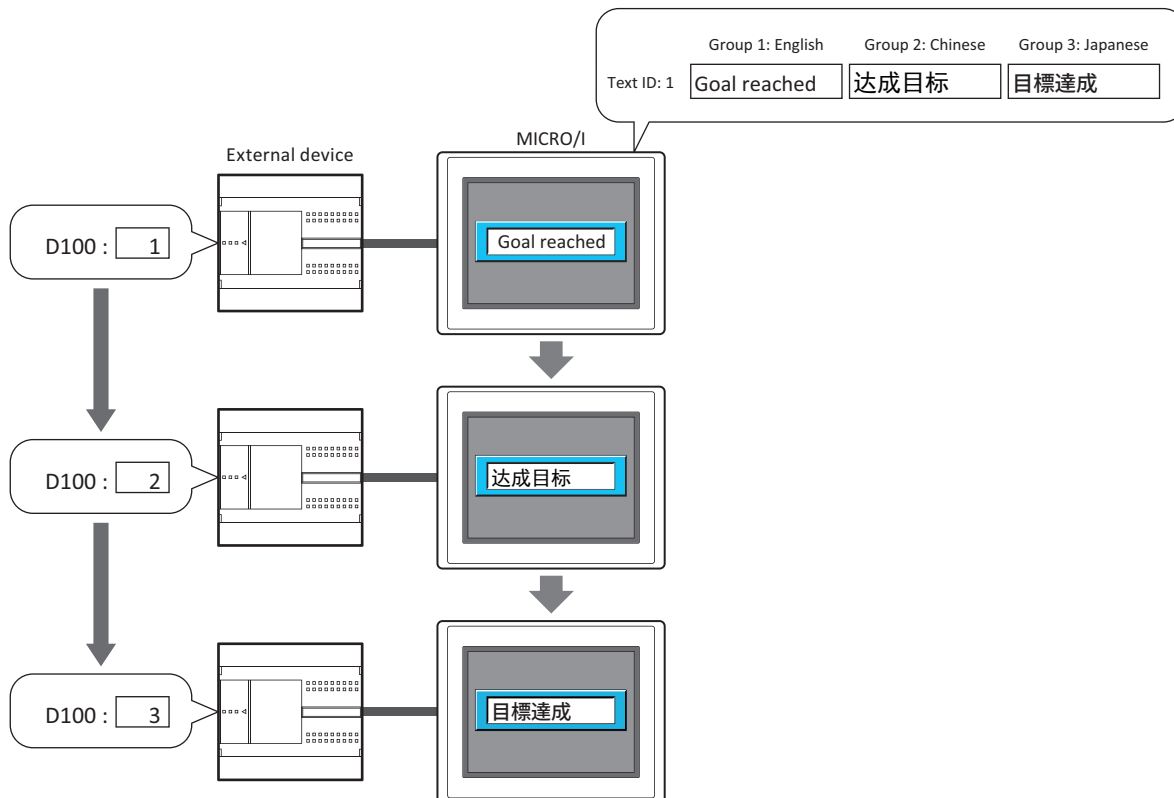 Group 1: English Group 2: Chinese Group 3: Japanese
Text ID: 1 Goal reached 达成目标 目標達成
MICRO/I
External device
D100 : 1
Goal reached
D100 : 2
达成目标
D100 : 3
目標達成